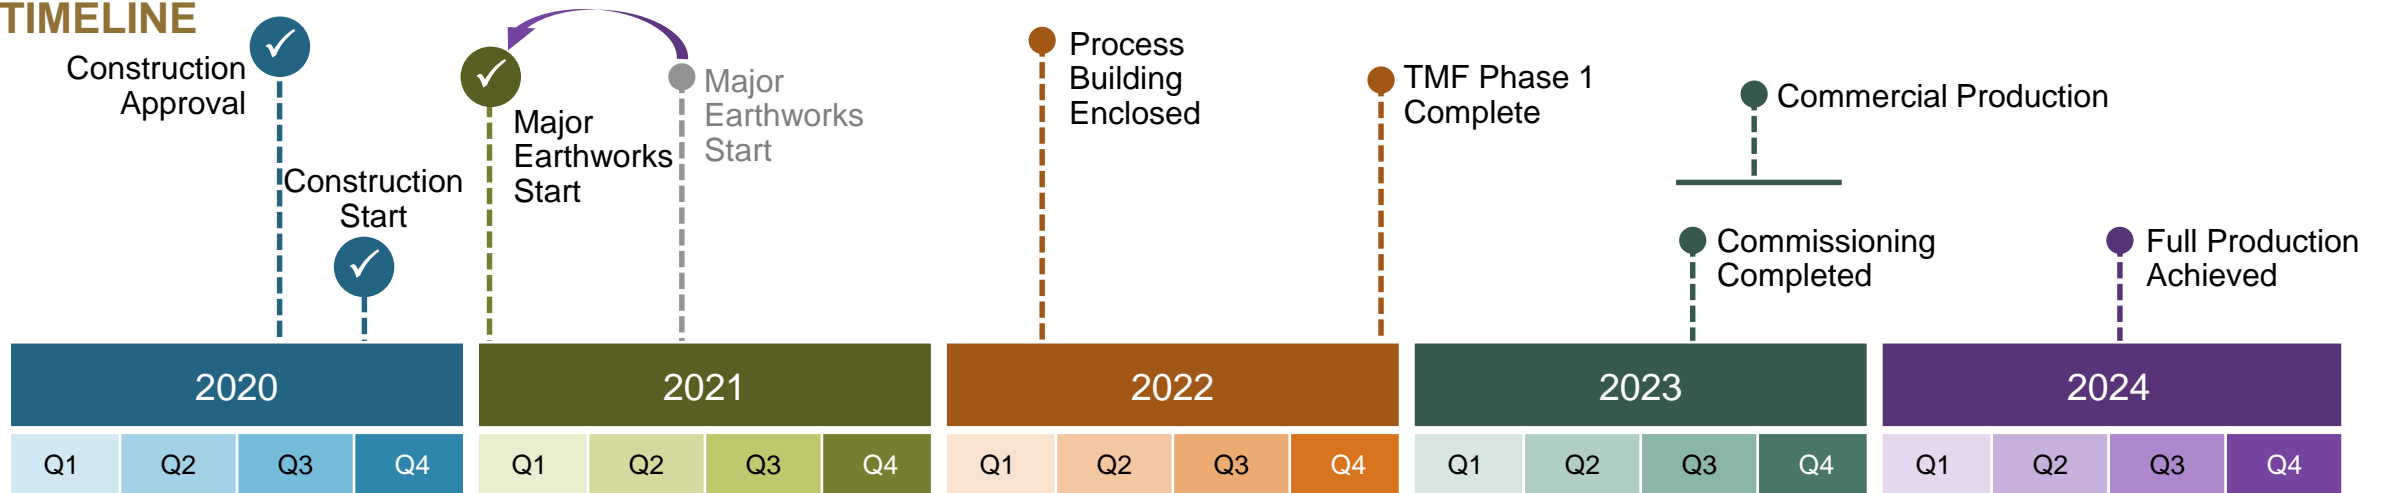 TIMELINE
Construction
Approval
Construction
Start
Major
Earthworks
Start
Major
Earthworks
Start
Process
Building
Enclosed
TMF Phase 1
Complete
Commercial Production
Commissioning
Completed
Full Production
Achieved
2020
2021
2022
2023
2024
Q1 Q2 Q3 Q4 Q1 Q2 Q3 Q4 Q1 Q2 Q3 Q4 Q1 Q2 Q3 Q4 Q1 Q2 Q3 Q4